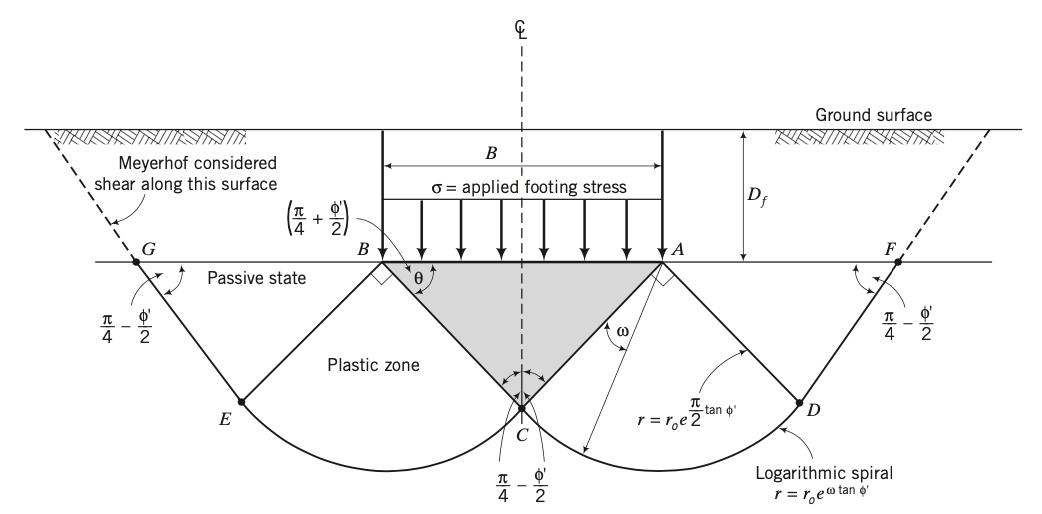 ℄
Ground surface
B
Meyerhof considered
shear along this surface
σ = applied footing stress
D_f
(π/4 + φ'/2)
G
B
A
F
θ
Passive state
π/4 − φ'/2
π/4 − φ'/2
ω
Plastic zone
E
D
r = r_o e^(π/2 tan φ')
C
π/4 − φ'/2
Logarithmic spiral
r = r_o e^(ω tan φ')